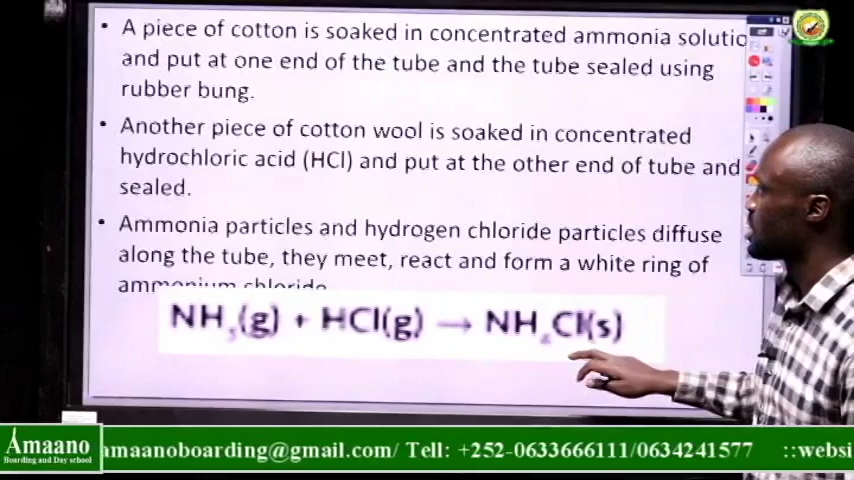 • A piece of cotton is soaked in concentrated ammonia solutio
and put at one end of the tube and the tube sealed using
rubber bung.
• Another piece of cotton wool is soaked in concentrated
hydrochloric acid (HCl) and put at the other end of tube and
sealed.
• Ammonia particles and hydrogen chloride particles diffuse
along the tube, they meet, react and form a white ring of
ammonium chloride
NH₃(g) + HCl(g) → NH₄Cl(s)
Amaano
Boarding and Day school
amaanoboarding@gmail.com/ Tell: +252-0633666111/0634241577 ::websi